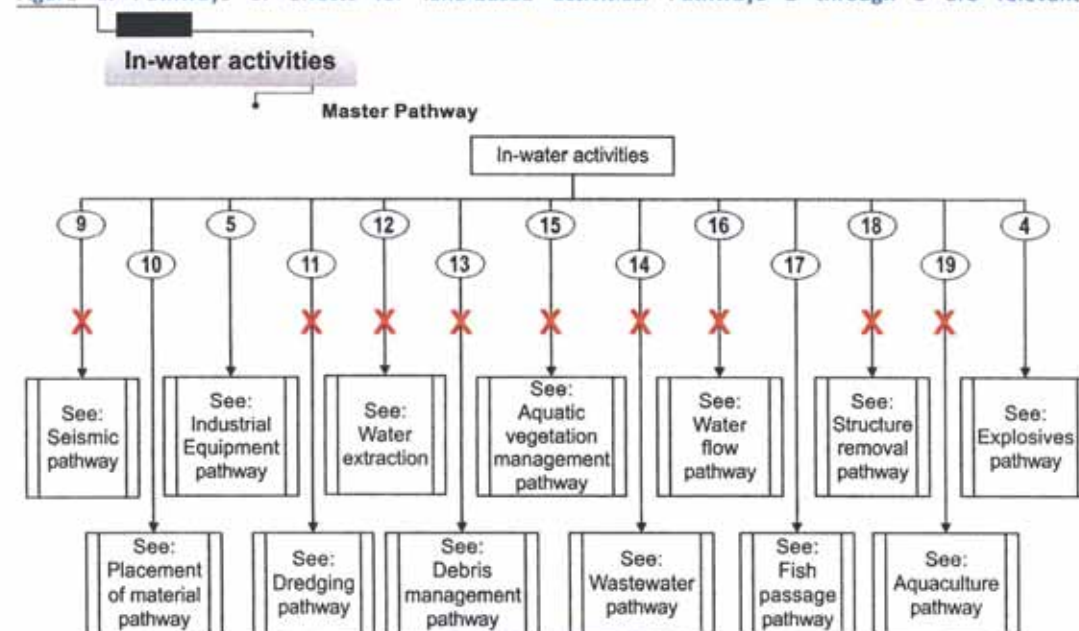 In-water activities
Master Pathway
In-water activities
9
5
12
15
16
18
4
10
11
13
14
17
19
X
X
X
X
X
X
X
X
X
See:
Seismic
pathway
See:
Industrial
Equipment
pathway
See:
Water
extraction
See:
Aquatic
vegetation
management
pathway
See:
Water
flow
pathway
See:
Structure
removal
pathway
See:
Explosives
pathway
See:
Placement
of material
pathway
See:
Dredging
pathway
See:
Debris
management
pathway
See:
Wastewater
pathway
See:
Fish
passage
pathway
See:
Aquaculture
pathway